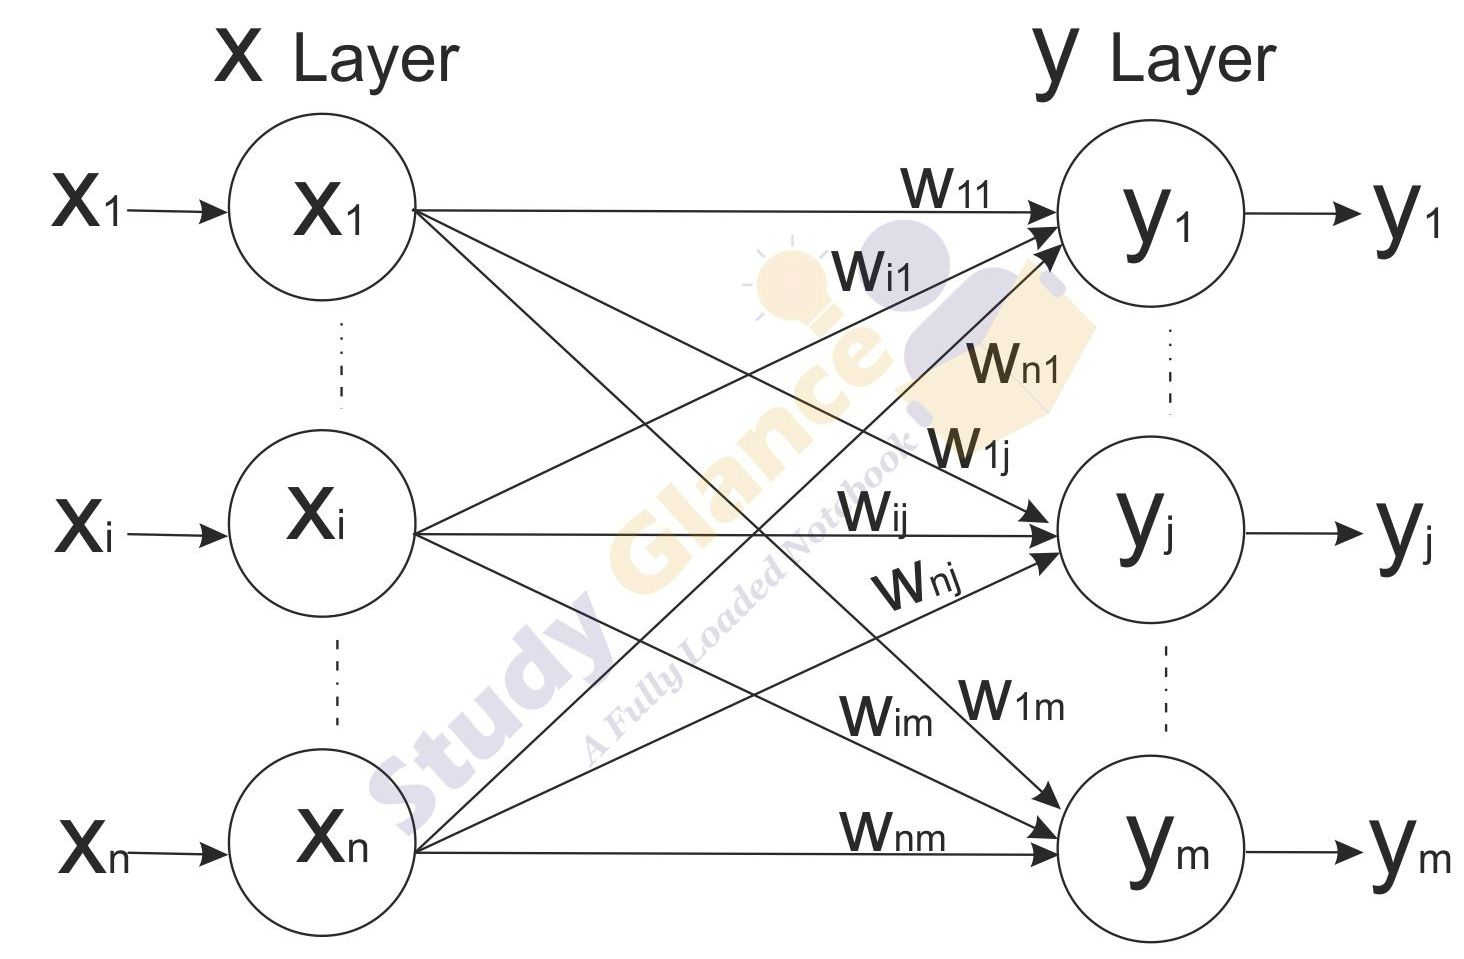 x Layer
y Layer
x1 x1 w11 y1 y1
wi1
wn1
w1j
xi xi wij yj yj
wnj
wim w1m
xn xn wnm ym ym
Study Glance
A Fully Loaded Notebook